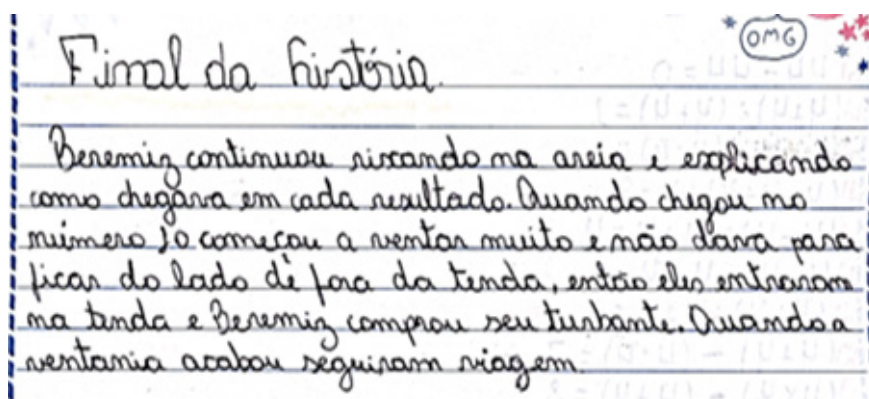 OMG
Final da história.
Beremiz continuou riscando na areia e explicando
como chegava em cada resultado. Quando chegou no
número 10 começou a ventar muito e não dava para
ficar do lado de fora da tenda, então eles entraram
na tenda e Beremiz comprou seu turbante. Quando a
ventania acabou seguiram viagem.